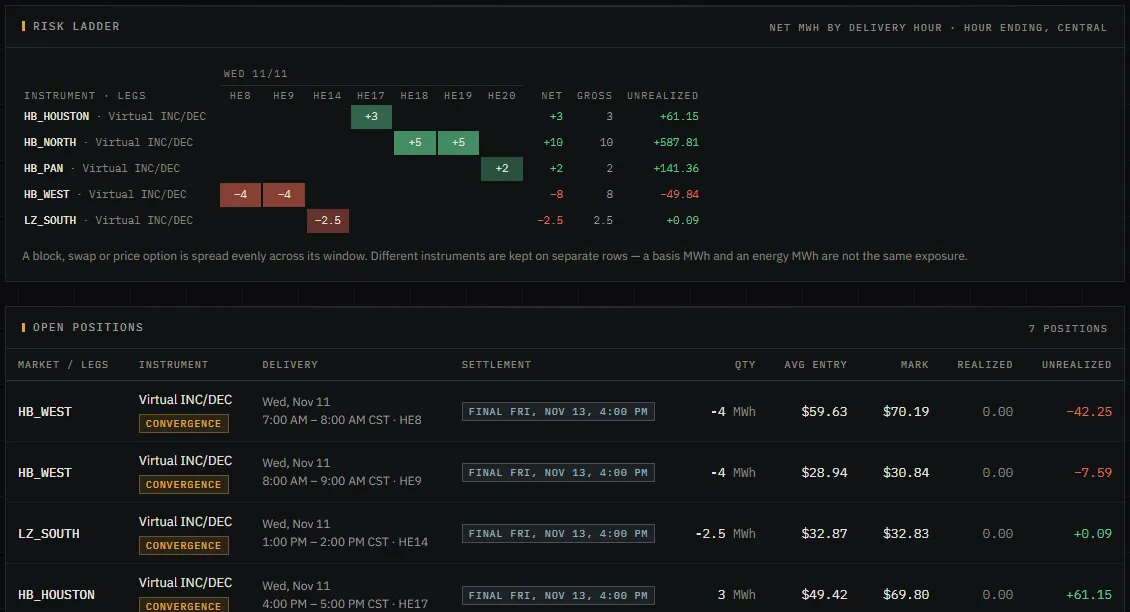 RISK LADDER
NET MWH BY DELIVERY HOUR · HOUR ENDING, CENTRAL
WED 11/11
INSTRUMENT · LEGS HE8 HE9 HE14 HE17 HE18 HE19 HE20 NET GROSS UNREALIZED
HB_HOUSTON · Virtual INC/DEC +3 +3 3 +61.15
HB_NORTH · Virtual INC/DEC +5 +5 +10 10 +587.81
HB_PAN · Virtual INC/DEC +2 +2 2 +141.36
HB_WEST · Virtual INC/DEC −4 −4 −8 8 −49.84
LZ_SOUTH · Virtual INC/DEC −2.5 −2.5 2.5 +0.09
A block, swap or price option is spread evenly across its window. Different instruments are kept on separate rows — a basis MWh and an energy MWh are not the same exposure.
OPEN POSITIONS
7 POSITIONS
MARKET / LEGS INSTRUMENT DELIVERY SETTLEMENT QTY AVG ENTRY MARK REALIZED UNREALIZED
HB_WEST
Virtual INC/DEC
CONVERGENCE
Wed, Nov 11
7:00 AM – 8:00 AM CST · HE8
FINAL FRI, NOV 13, 4:00 PM
-4 MWh $59.63 $70.19 0.00 −42.25
HB_WEST
Virtual INC/DEC
CONVERGENCE
Wed, Nov 11
8:00 AM – 9:00 AM CST · HE9
FINAL FRI, NOV 13, 4:00 PM
-4 MWh $28.94 $30.84 0.00 −7.59
LZ_SOUTH
Virtual INC/DEC
CONVERGENCE
Wed, Nov 11
1:00 PM – 2:00 PM CST · HE14
FINAL FRI, NOV 13, 4:00 PM
-2.5 MWh $32.87 $32.83 0.00 +0.09
HB_HOUSTON
Virtual INC/DEC
CONVERGENCE
Wed, Nov 11
4:00 PM – 5:00 PM CST · HE17
FINAL FRI, NOV 13, 4:00 PM
3 MWh $49.42 $69.80 0.00 +61.15